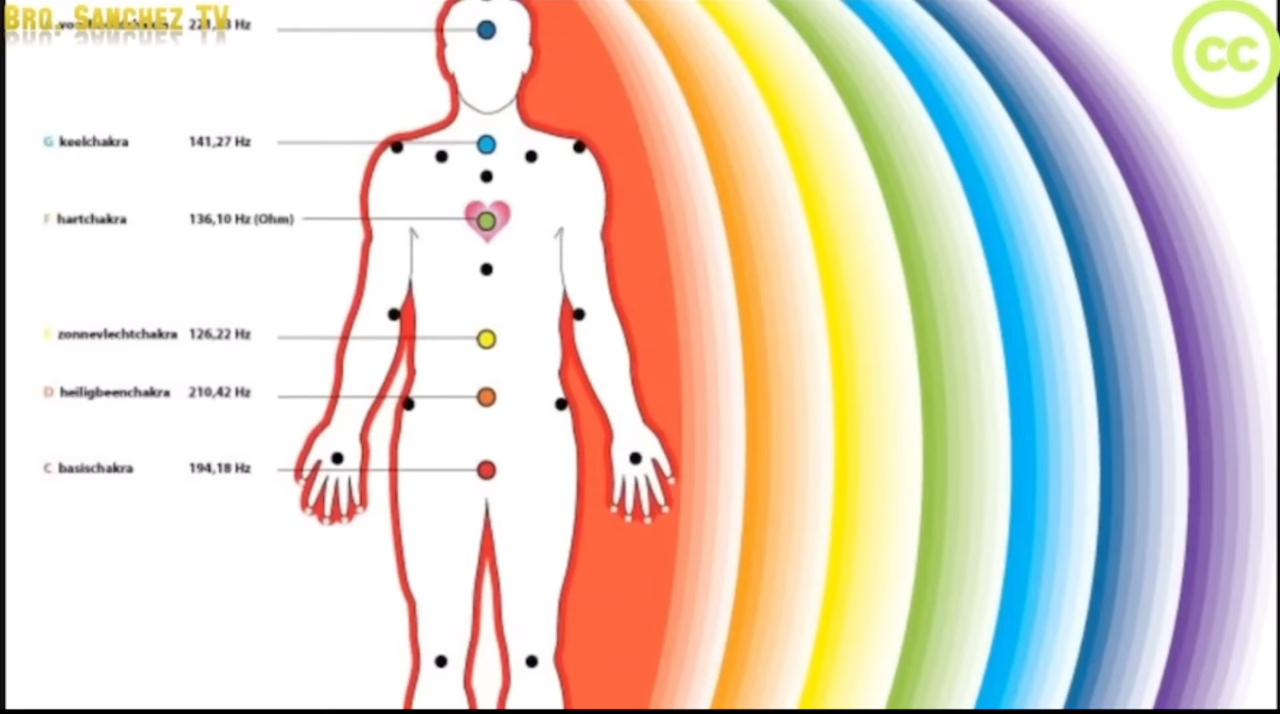 Bro. Sanchez TV
Hz
G keelchakra 141,27 Hz
F hartchakra 136,10 Hz (Ohm)
E zonnevlechtchakra 126,22 Hz
D heiligbeenchakra 210,42 Hz
C basischakra 194,18 Hz
CC